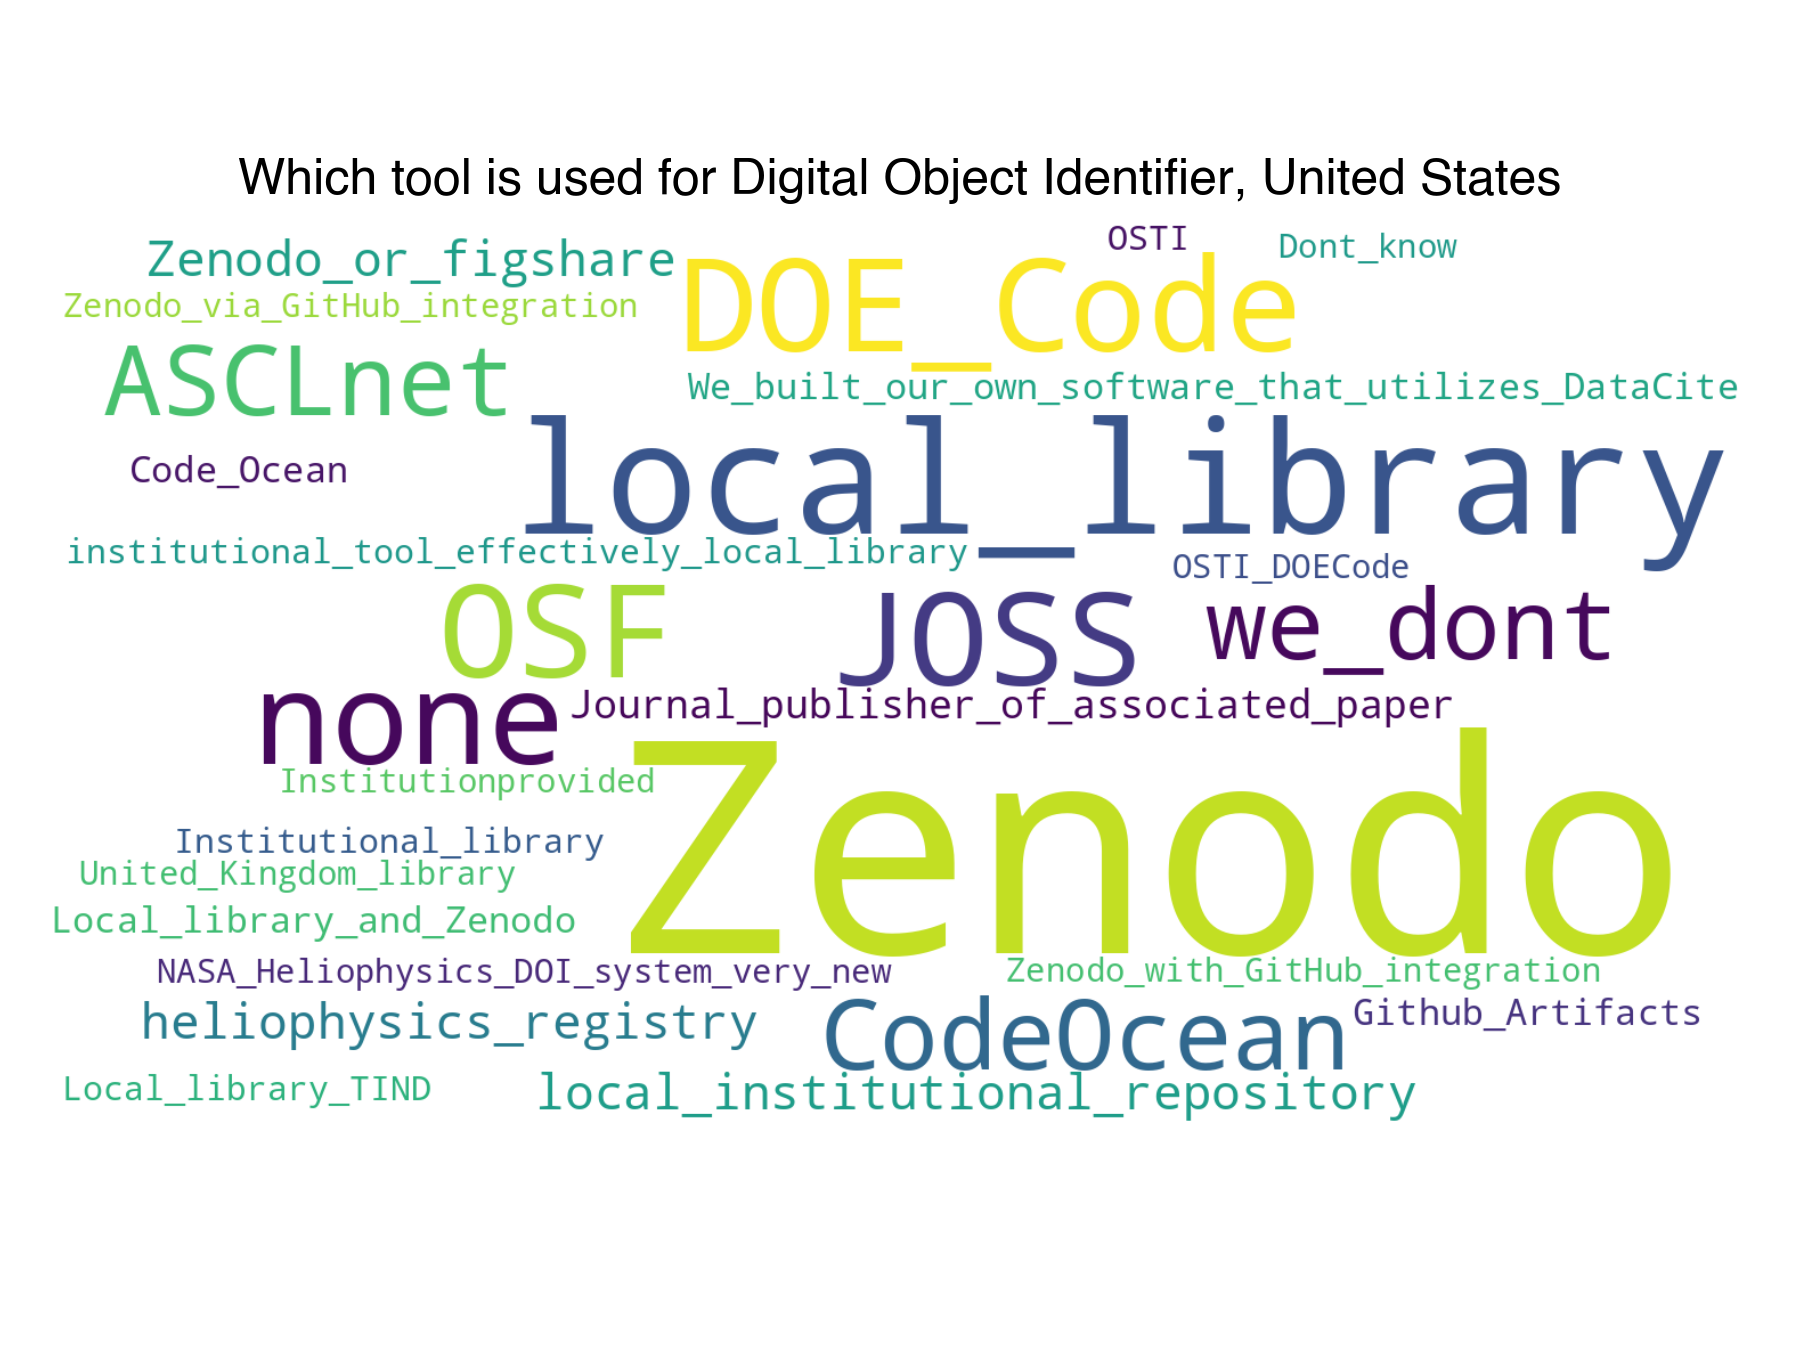 Which tool is used for Digital Object Identifier, United States
OSTI
Dont_know
Zenodo_or_figshare
DOE_Code
Zenodo_via_GitHub_integration
ASCLnet
We_built_our_own_software_that_utilizes_DataCite
Code_Ocean
local_library
institutional_tool_effectively_local_library
OSTI_DOECode
OSF
JOSS
we_dont
none
Journal_publisher_of_associated_paper
Institutionprovided
Zenodo
Institutional_library
United_Kingdom_library
Local_library_and_Zenodo
NASA_Heliophysics_DOI_system_very_new
Zenodo_with_GitHub_integration
heliophysics_registry
CodeOcean
Github_Artifacts
Local_library_TIND
local_institutional_repository